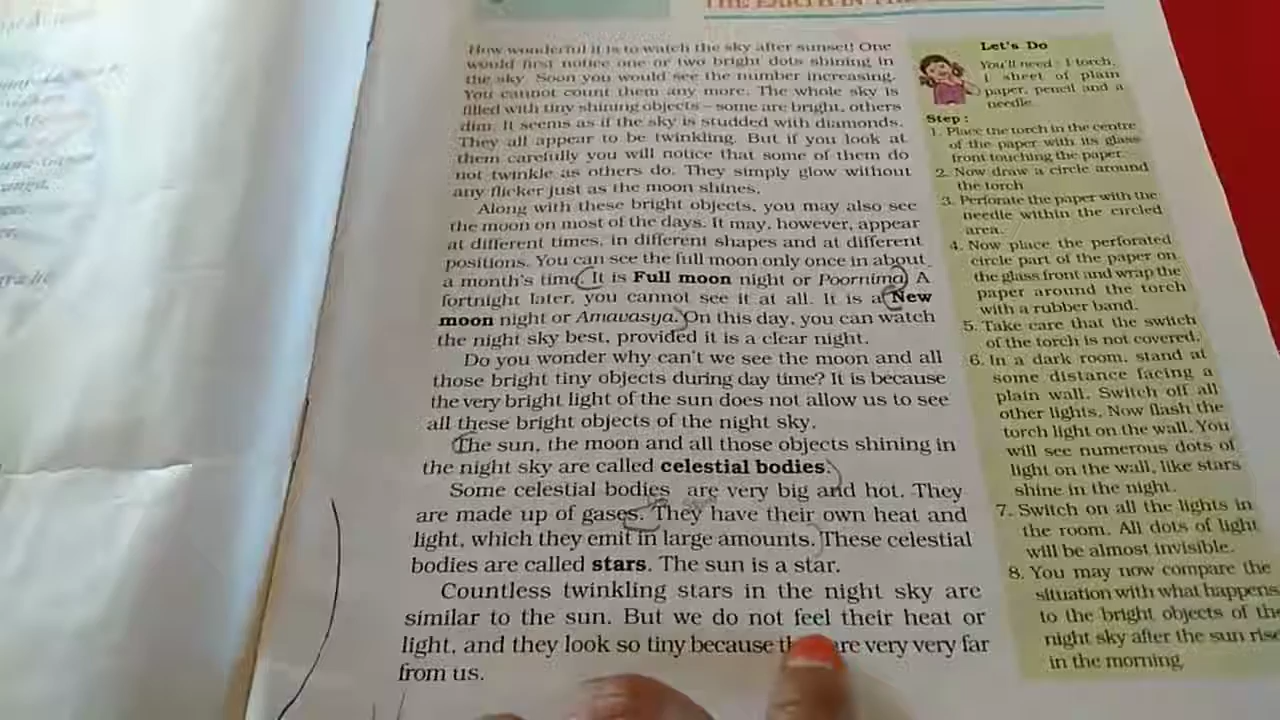 THE EARTH IN THE
How wonderful it is to watch the sky after sunset! One
would first notice one or two bright dots shining in
the sky. Soon you would see the number increasing.
You cannot count them any more. The whole sky is
filled with tiny shining objects – some are bright, others
dim. It seems as if the sky is studded with diamonds.
They all appear to be twinkling. But if you look at
them carefully you will notice that some of them do
not twinkle as others do. They simply glow without
any flicker just as the moon shines.
Along with these bright objects, you may also see
the moon on most of the days. It may, however, appear
at different times, in different shapes and at different
positions. You can see the full moon only once in about
a month's time. It is Full moon night or Poornima. A
fortnight later, you cannot see it at all. It is a New
moon night or Amavasya. On this day, you can watch
the night sky best, provided it is a clear night.
Do you wonder why can't we see the moon and all
those bright tiny objects during day time? It is because
the very bright light of the sun does not allow us to see
all these bright objects of the night sky.
The sun, the moon and all those objects shining in
the night sky are called celestial bodies.
Some celestial bodies are very big and hot. They
are made up of gases. They have their own heat and
light, which they emit in large amounts. These celestial
bodies are called stars. The sun is a star.
Countless twinkling stars in the night sky are
similar to the sun. But we do not feel their heat or
light, and they look so tiny because are very very far
from us.
Let's Do
You'll need : 1 torch,
1 sheet of plain
paper, pencil and a
needle.
Step :
1. Place the torch in the centre
of the paper with its glass
front touching the paper.
2. Now draw a circle around
the torch
3. Perforate the paper with the
needle within the circled
area.
4. Now place the perforated
circle part of the paper on
the glass front and wrap the
paper around the torch
with a rubber band.
5. Take care that the switch
of the torch is not covered.
6. In a dark room, stand at
some distance facing a
plain wall. Switch off all
other lights. Now flash the
torch light on the wall. You
will see numerous dots of
light on the wall, like stars
shine in the night.
7. Switch on all the lights in
the room. All dots of light
will be almost invisible.
8. You may now compare the
situation with what happens
to the bright objects of the
night sky after the sun rise
in the morning.